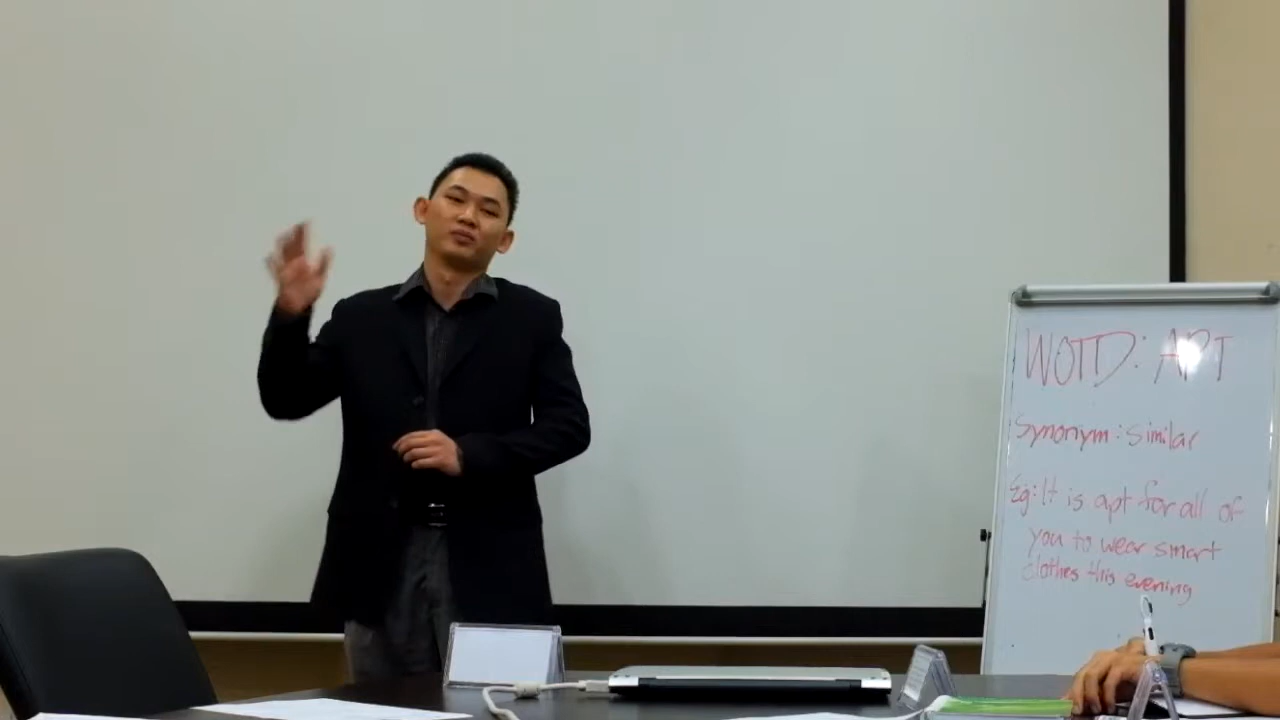 WOTD: APT
Synonym: similar
Eg: It is apt for all of
you to wear smart
clothes this evening